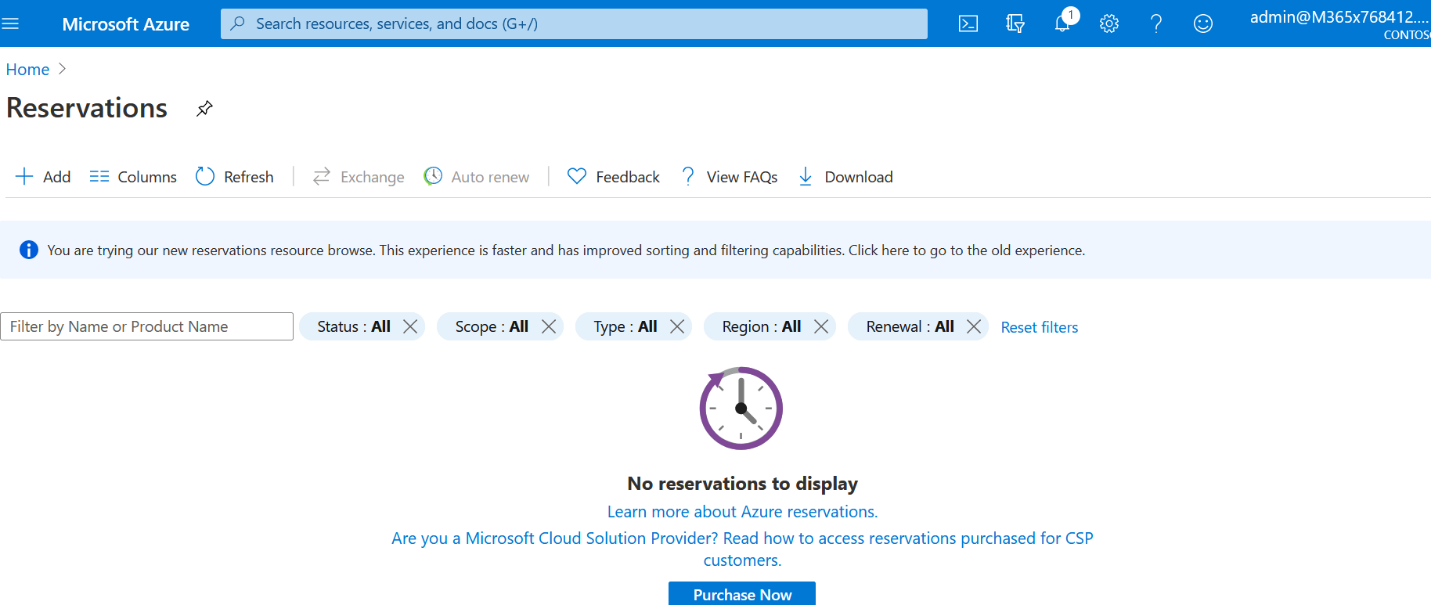 Microsoft Azure
Search resources, services, and docs (G+/)
1
admin@M365x768412....
CONTOSO
Home
Reservations
Add Columns Refresh Exchange Auto renew Feedback View FAQs Download
You are trying our new reservations resource browse. This experience is faster and has improved sorting and filtering capabilities. Click here to go to the old experience.
Filter by Name or Product Name Status : All Scope : All Type : All Region : All Renewal : All Reset filters
No reservations to display
Learn more about Azure reservations.
Are you a Microsoft Cloud Solution Provider? Read how to access reservations purchased for CSP
customers.
Purchase Now